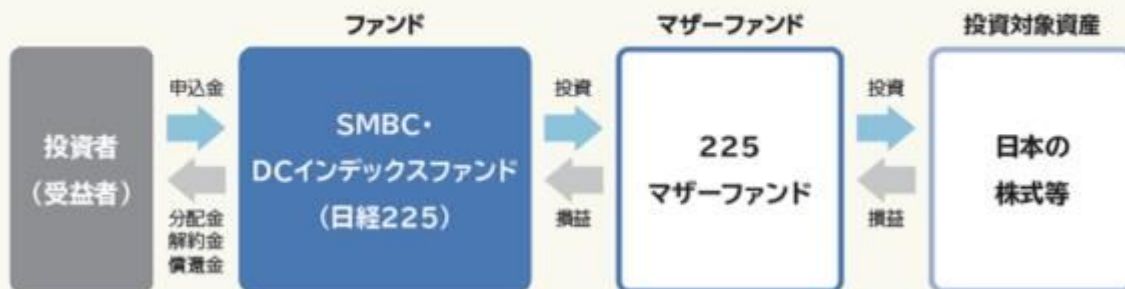 ファンド
マザーファンド
投資対象資産
投資者
(受益者)
申込金
分配金
解約金
償還金
SMBC・
DCインデックスファンド
(日経225)
投資
損益
225
マザーファンド
投資
損益
日本の
株式等